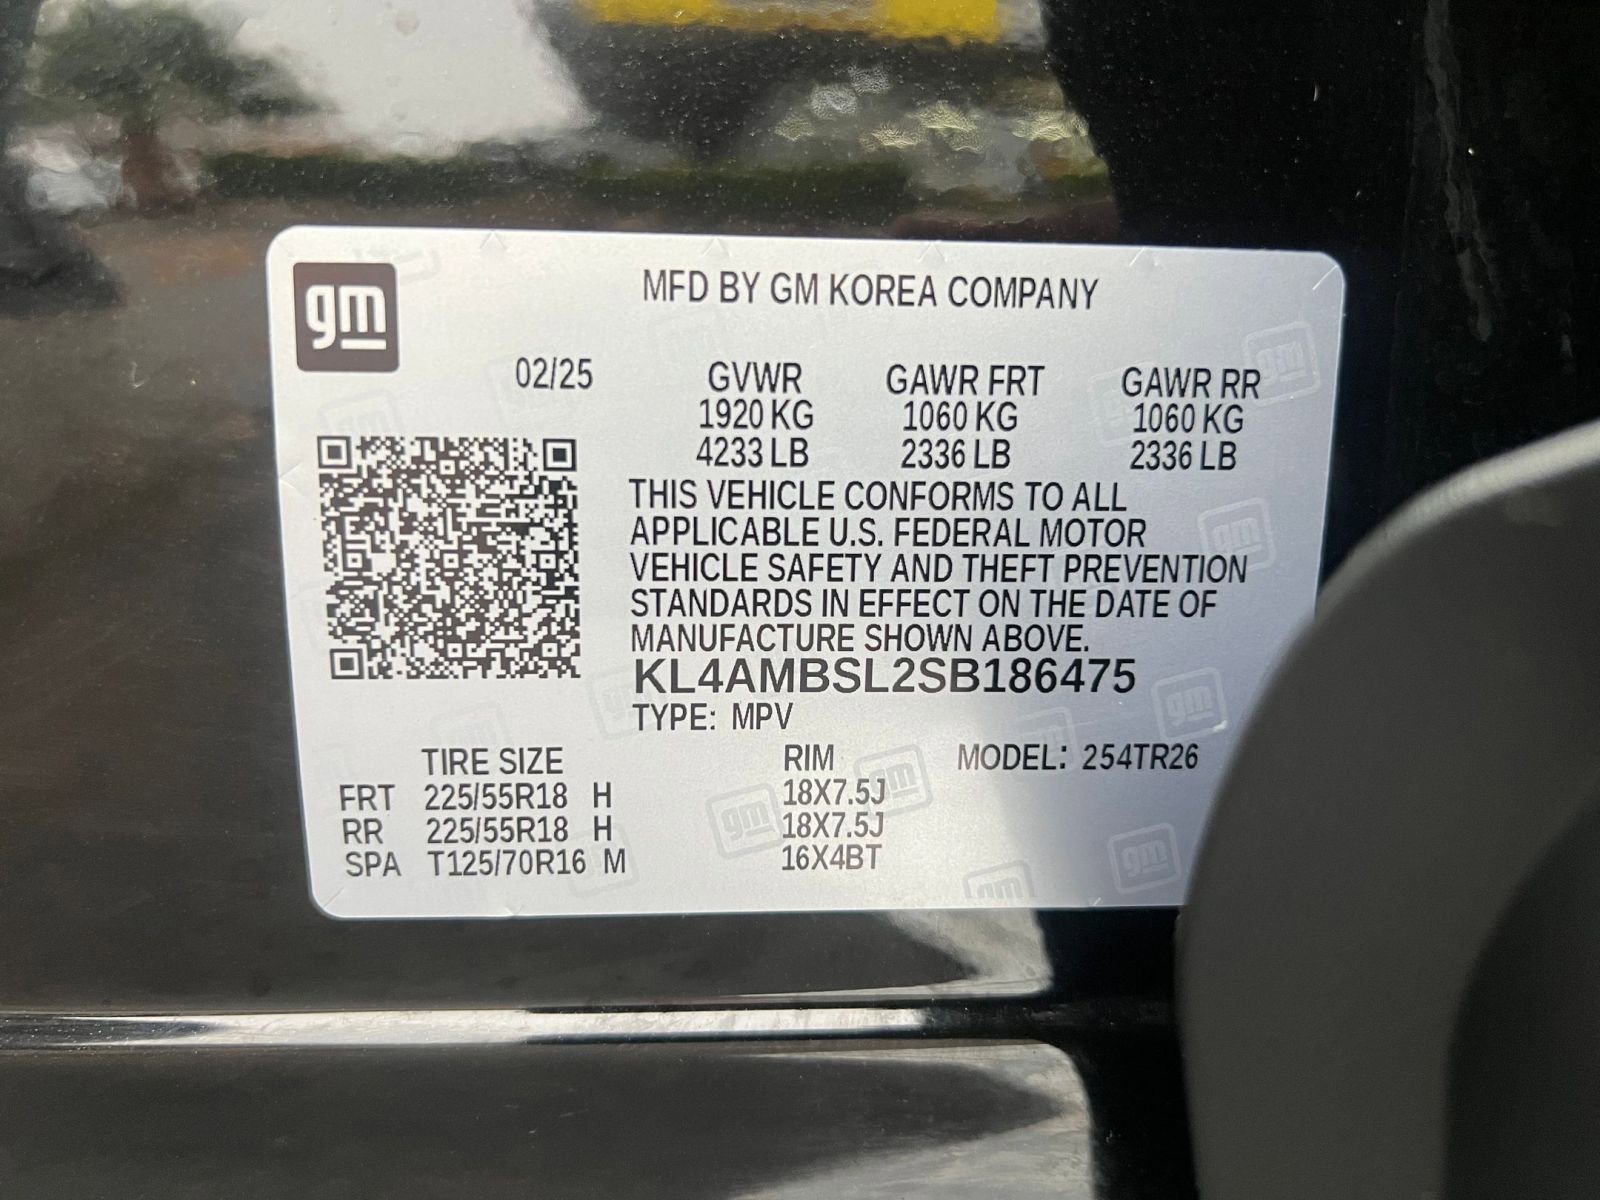 gm
MFD BY GM KOREA COMPANY
02/25 GVWR GAWR FRT GAWR RR
1920 KG 1060 KG 1060 KG
4233 LB 2336 LB 2336 LB
THIS VEHICLE CONFORMS TO ALL
APPLICABLE U.S. FEDERAL MOTOR
VEHICLE SAFETY AND THEFT PREVENTION
STANDARDS IN EFFECT ON THE DATE OF
MANUFACTURE SHOWN ABOVE.
KL4AMBSL2SB186475
TYPE: MPV
TIRE SIZE RIM MODEL: 254TR26
FRT 225/55R18 H 18X7.5J
RR 225/55R18 H 18X7.5J
SPA T125/70R16 M 16X4BT